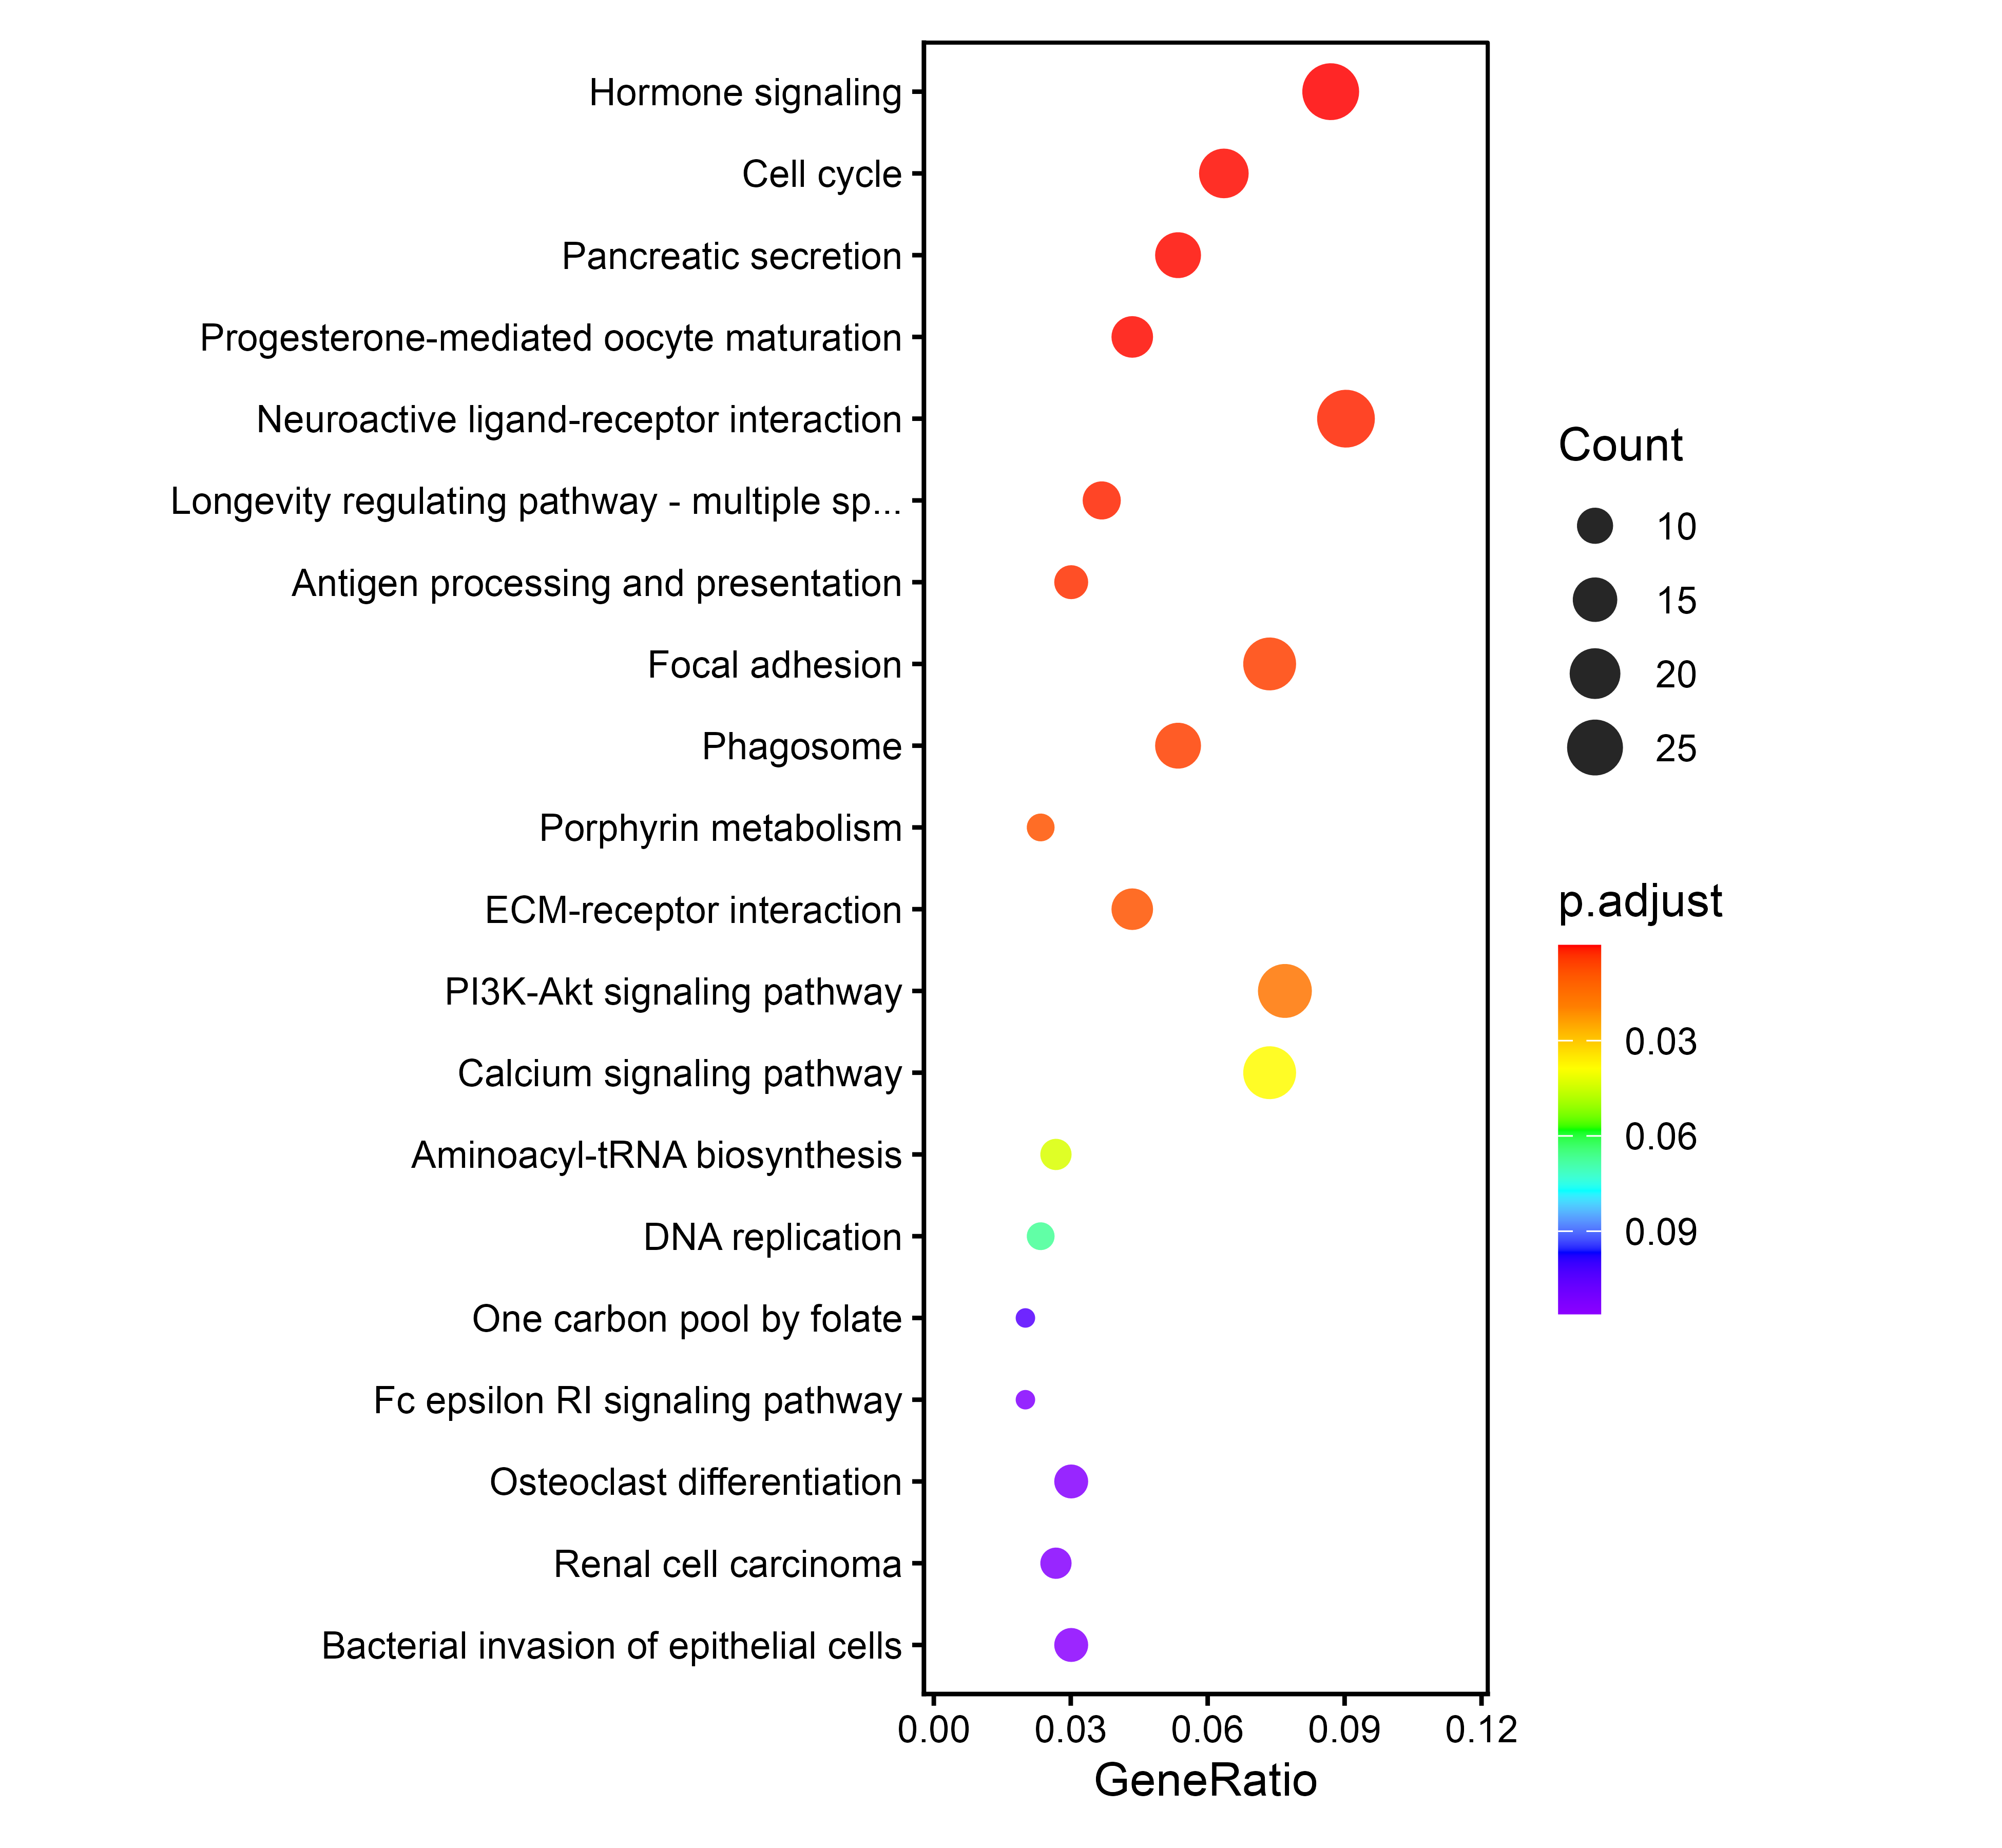 Hormone signaling
Cell cycle
Pancreatic secretion
Progesterone-mediated oocyte maturation
Neuroactive ligand-receptor interaction
Longevity regulating pathway - multiple sp...
Antigen processing and presentation
Focal adhesion
Phagosome
Porphyrin metabolism
ECM-receptor interaction
PI3K-Akt signaling pathway
Calcium signaling pathway
Aminoacyl-tRNA biosynthesis
DNA replication
One carbon pool by folate
Fc epsilon RI signaling pathway
Osteoclast differentiation
Renal cell carcinoma
Bacterial invasion of epithelial cells
0.00 0.03 0.06 0.09 0.12
GeneRatio
Count
10
15
20
25
p.adjust
0.03
0.06
0.09